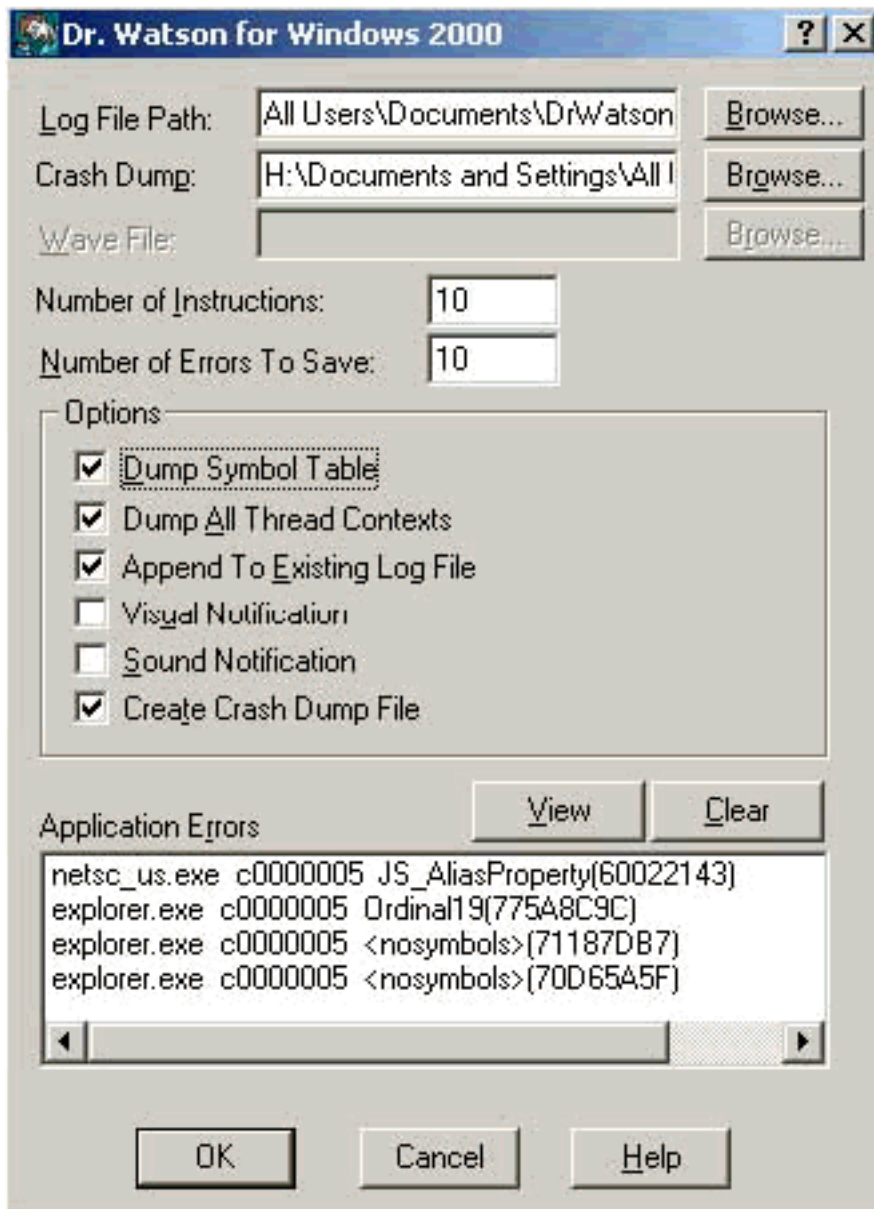 Dr. Watson for Windows 2000
Log File Path: All Users\Documents\DrWatson Browse...
Crash Dump: H:\Documents and Settings\All Browse...
Wave File: Browse...
Number of Instructions: 10
Number of Errors To Save: 10
Options
Dump Symbol Table
Dump All Thread Contexts
Append To Existing Log File
Visual Notification
Sound Notification
Create Crash Dump File
View Clear
Application Errors
netsc_us.exe c0000005 JS_AliasProperty(60022143)
explorer.exe c0000005 Ordinal19(775A8C9C)
explorer.exe c0000005 <nosymbols>(71187DB7)
explorer.exe c0000005 <nosymbols>(70D65A5F)
OK Cancel Help